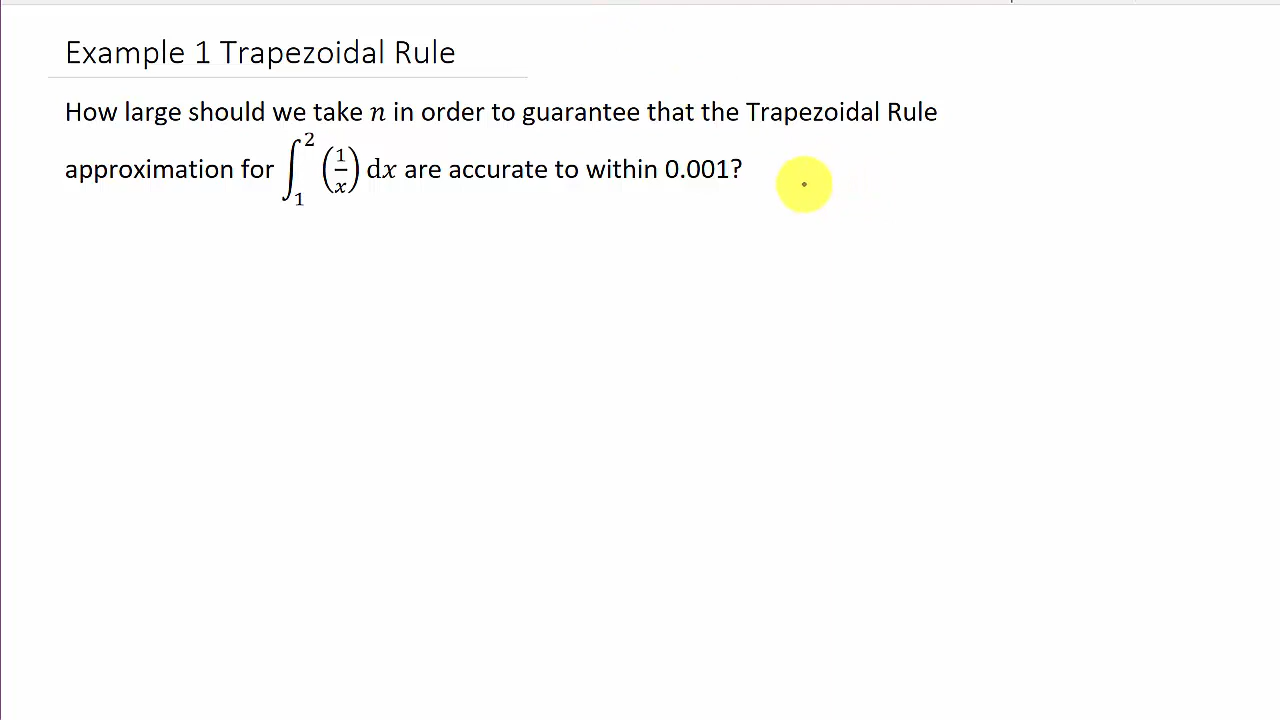 Example 1 Trapezoidal Rule
How large should we take n in order to guarantee that the Trapezoidal Rule
approximation for ∫₁² (1/x) dx are accurate to within 0.001?